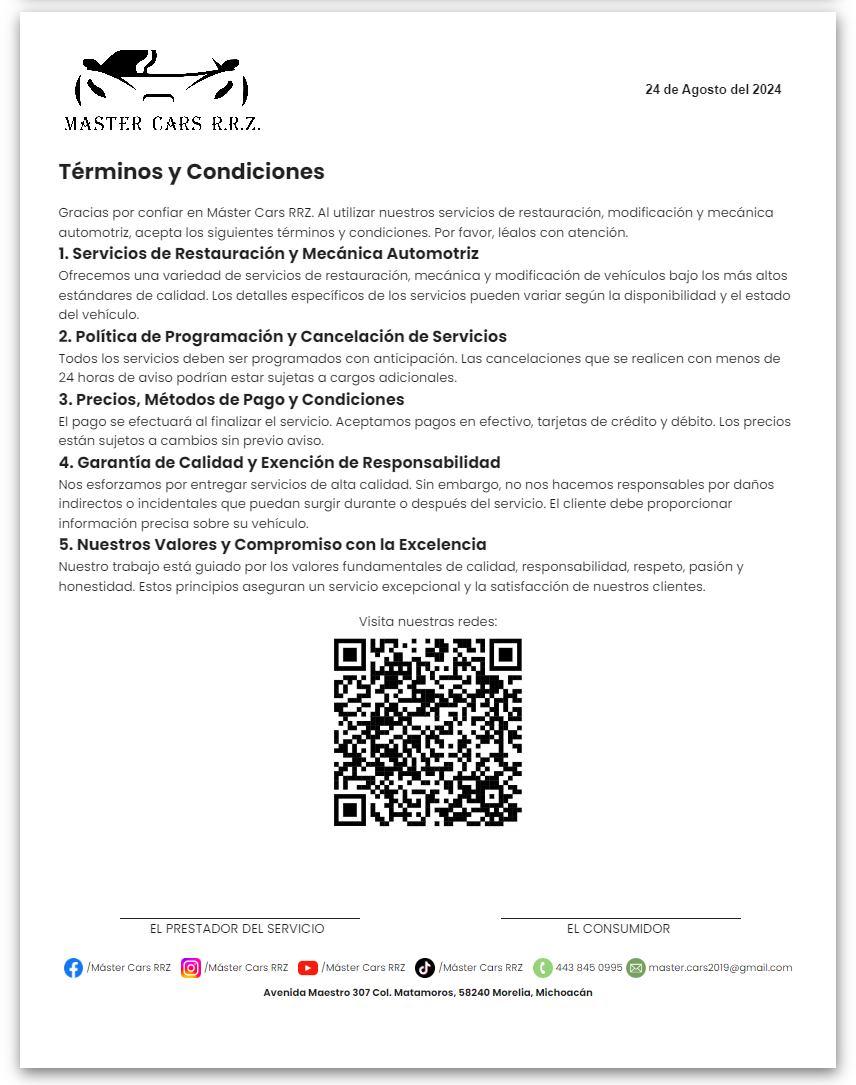 MASTER CARS R.R.Z.
24 de Agosto del 2024
Términos y Condiciones
Gracias por confiar en Máster Cars RRZ. Al utilizar nuestros servicios de restauración, modificación y mecánica
automotriz, acepta los siguientes términos y condiciones. Por favor, léalos con atención.
1. Servicios de Restauración y Mecánica Automotriz
Ofrecemos una variedad de servicios de restauración, mecánica y modificación de vehículos bajo los más altos
estándares de calidad. Los detalles específicos de los servicios pueden variar según la disponibilidad y el estado
del vehículo.
2. Política de Programación y Cancelación de Servicios
Todos los servicios deben ser programados con anticipación. Las cancelaciones que se realicen con menos de
24 horas de aviso podrían estar sujetas a cargos adicionales.
3. Precios, Métodos de Pago y Condiciones
El pago se efectuará al finalizar el servicio. Aceptamos pagos en efectivo, tarjetas de crédito y débito. Los precios
están sujetos a cambios sin previo aviso.
4. Garantía de Calidad y Exención de Responsabilidad
Nos esforzamos por entregar servicios de alta calidad. Sin embargo, no nos hacemos responsables por daños
indirectos o incidentales que puedan surgir durante o después del servicio. El cliente debe proporcionar
información precisa sobre su vehículo.
5. Nuestros Valores y Compromiso con la Excelencia
Nuestro trabajo está guiado por los valores fundamentales de calidad, responsabilidad, respeto, pasión y
honestidad. Estos principios aseguran un servicio excepcional y la satisfacción de nuestros clientes.
Visita nuestras redes:
EL PRESTADOR DEL SERVICIO EL CONSUMIDOR
/Máster Cars RRZ /Máster Cars RRZ /Máster Cars RRZ /Máster Cars RRZ 443 845 0995 master.cars2019@gmail.com
Avenida Maestro 307 Col. Matamoros, 58240 Morelia, Michoacán